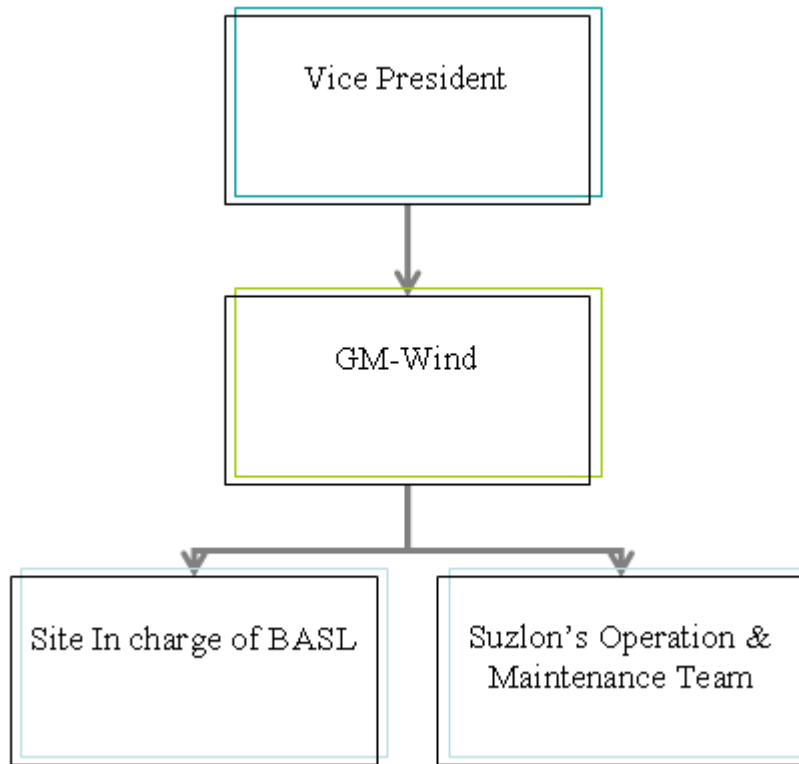 Vice President
GM-Wind
Site In charge of BASL
Suzlon’s Operation &
Maintenance Team